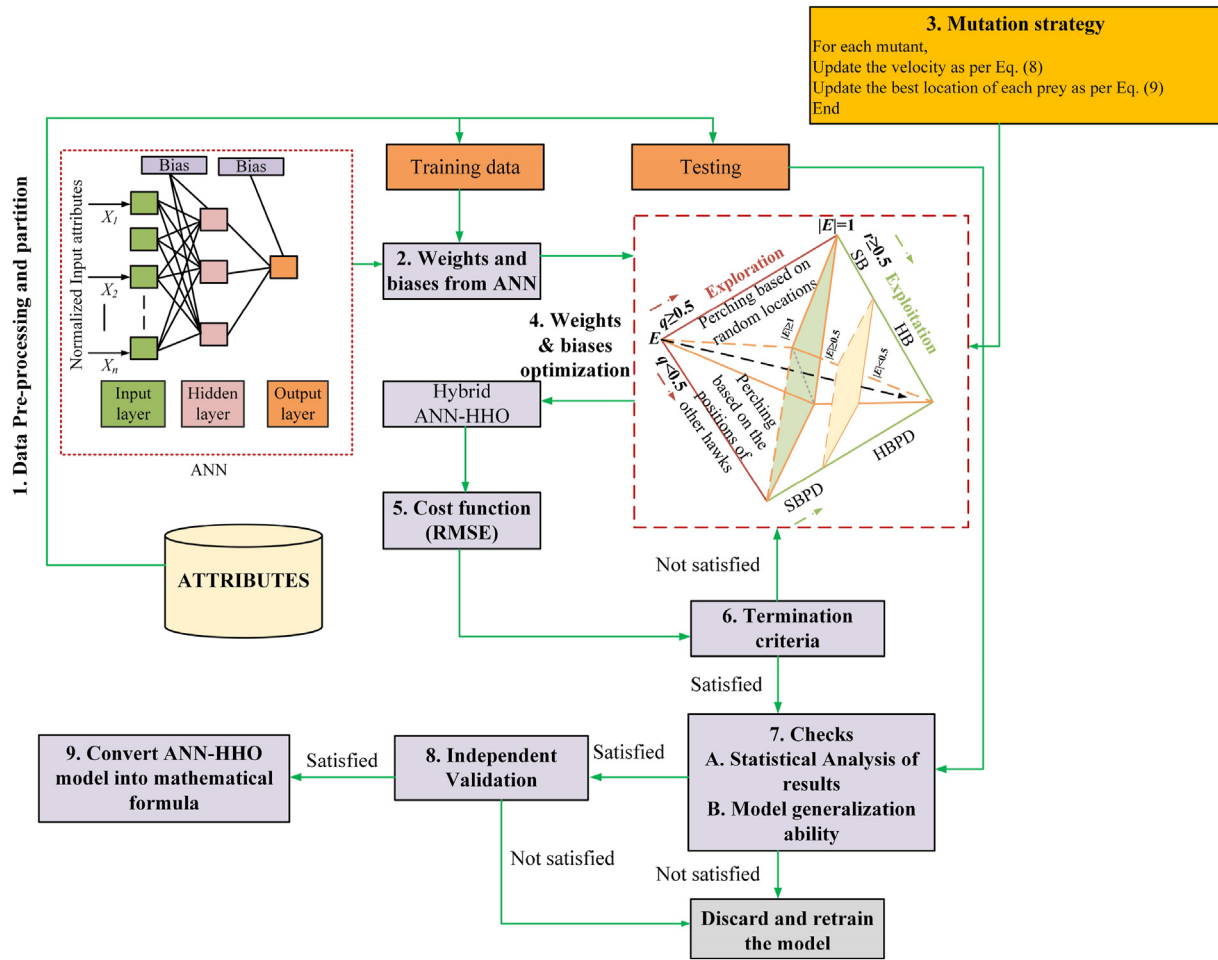 3. Mutation strategy
For each mutant,
Update the velocity as per Eq. (8)
Update the best location of each prey as per Eq. (9)
End
1. Data Pre-processing and partition
Normalized Input attributes
X1
X2
Xn
Bias
Bias
Input
layer
Hidden
layer
Output
layer
ANN
Training data
Testing
2. Weights and
biases from ANN
4. Weights
& biases
optimization
Hybrid
ANN-HHO
5. Cost function
(RMSE)
|E|=1
r≥0.5
SB
Exploitation
HB
Exploration
q≥0.5
Perching based on
random locations
E
|E|≥1
|E|≥0.5
|E|<0.5
q<0.5
Perching
based on the
positions of
other hawks
SBPD
HBPD
ATTRIBUTES
Not satisfied
6. Termination
criteria
Satisfied
7. Checks
A. Statistical Analysis of
results
B. Model generalization
ability
Satisfied
8. Independent
Validation
Satisfied
9. Convert ANN-HHO
model into mathematical
formula
Not satisfied
Not satisfied
Discard and retrain
the model